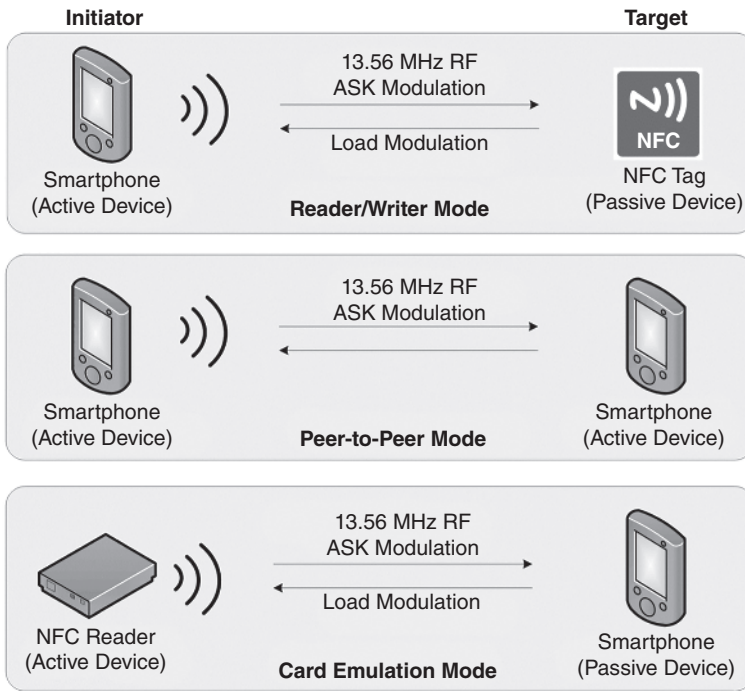 Initiator
Target
13.56 MHz RF
ASK Modulation
Load Modulation
NFC
Smartphone
(Active Device)
NFC Tag
(Passive Device)
Reader/Writer Mode
13.56 MHz RF
ASK Modulation
Smartphone
(Active Device)
Smartphone
(Active Device)
Peer-to-Peer Mode
13.56 MHz RF
ASK Modulation
Load Modulation
NFC Reader
(Active Device)
Smartphone
(Passive Device)
Card Emulation Mode